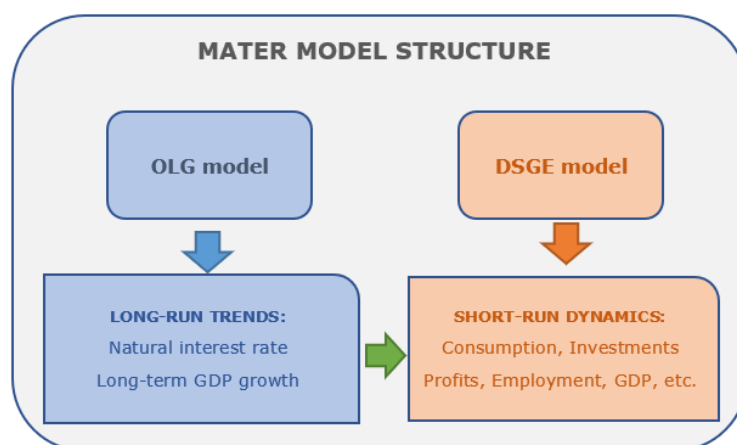 MATER MODEL STRUCTURE
OLG model
DSGE model
LONG-RUN TRENDS:
Natural interest rate
Long-term GDP growth
SHORT-RUN DYNAMICS:
Consumption, Investments
Profits, Employment, GDP, etc.